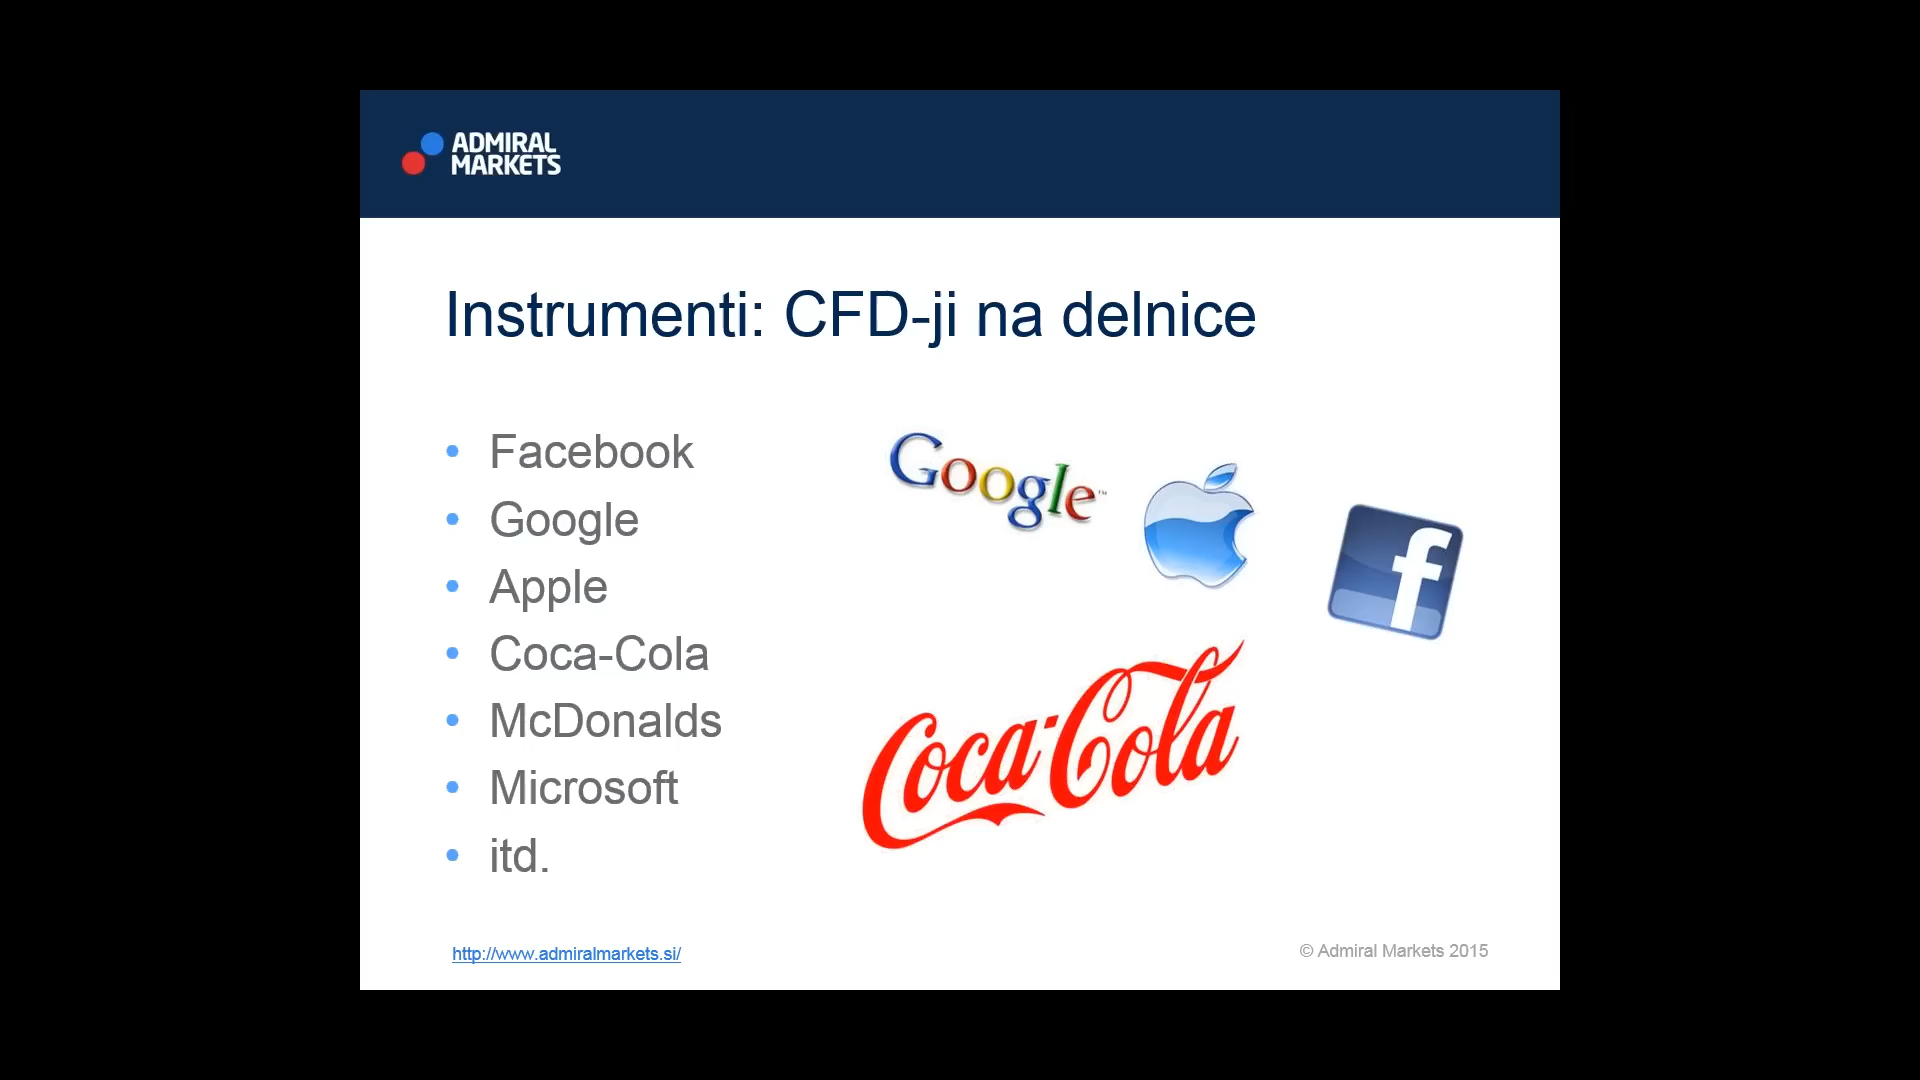 ADMIRAL
MARKETS
Instrumenti: CFD-ji na delnice
• Facebook
• Google
• Apple
• Coca-Cola
• McDonalds
• Microsoft
• itd.
Google™
f
Coca-Cola
http://www.admiralmarkets.si/
© Admiral Markets 2015